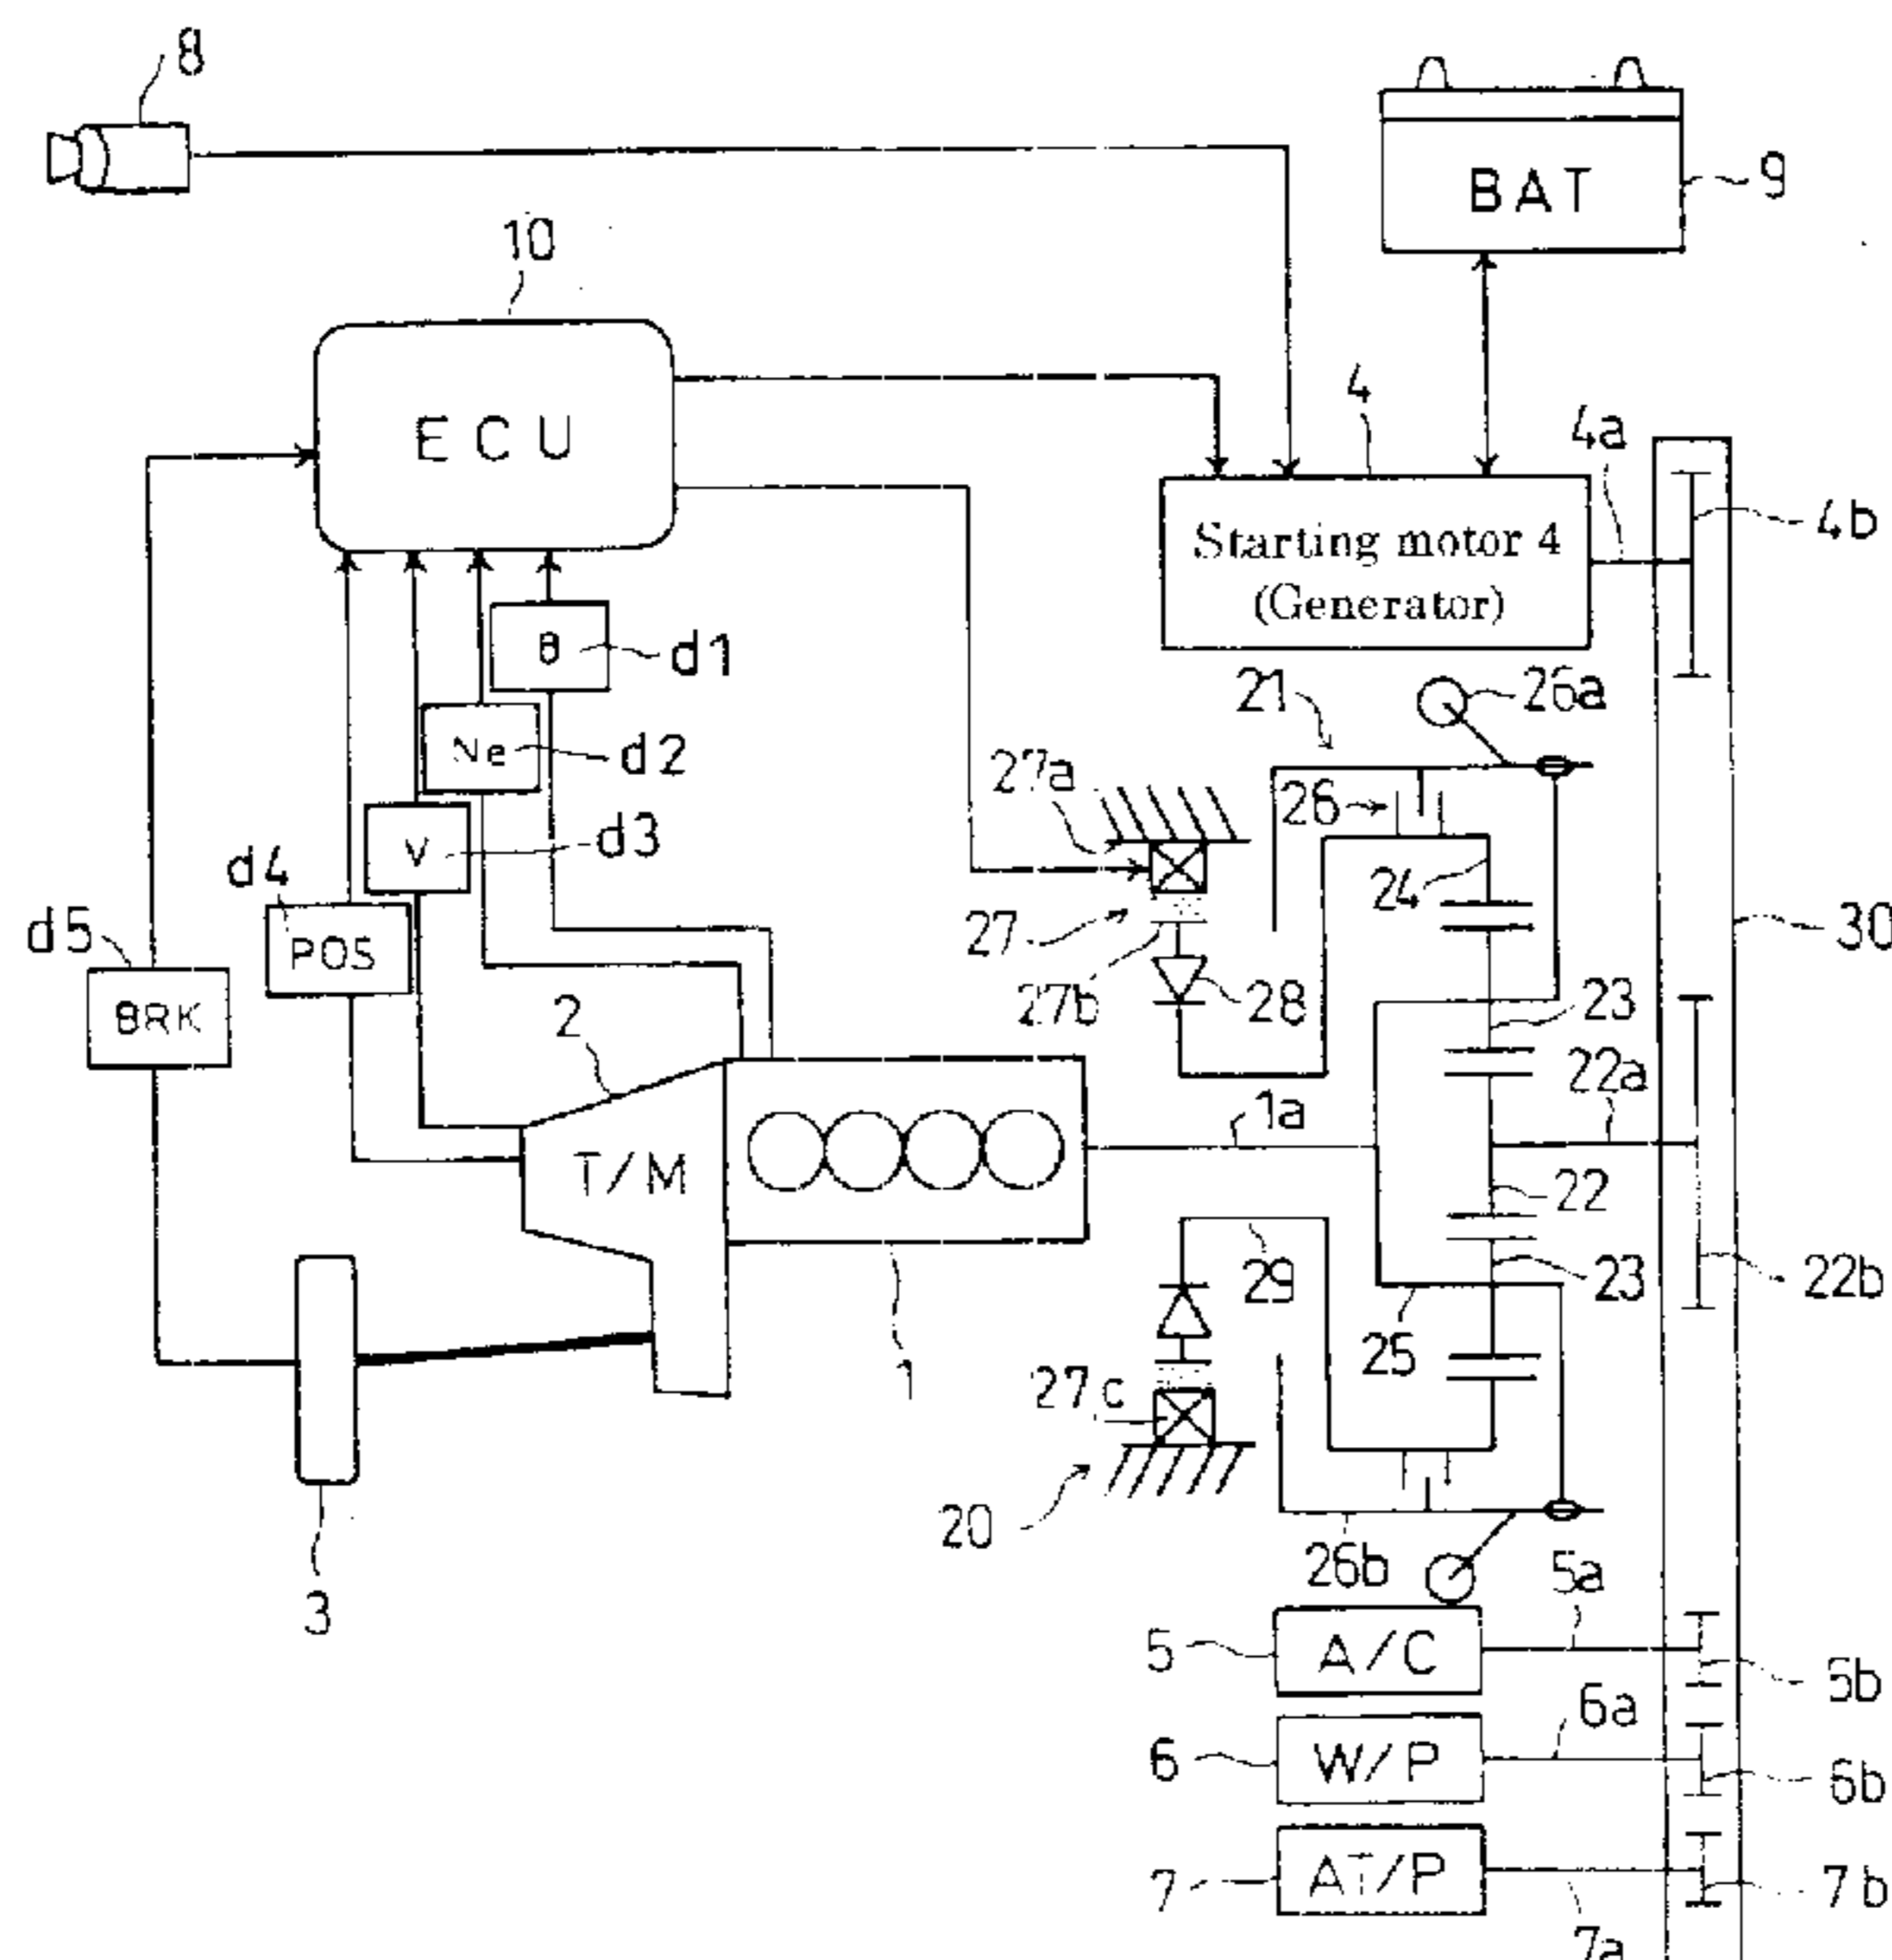 8
BAT
9
10
ECU
4
4a
4b
Starting motor 4
(Generator)
θ
d1
21
26a
Ne
d2
27a
26
V
d3
24
d4
27
30
d5
POS
27b
28
23
BRK
2
22a
1a
T/M
22
29
23
22b
25
1
27c
20
26b
5a
3
5
A/C
5b
6a
6
W/P
6b
7
AT/P
7b
7a